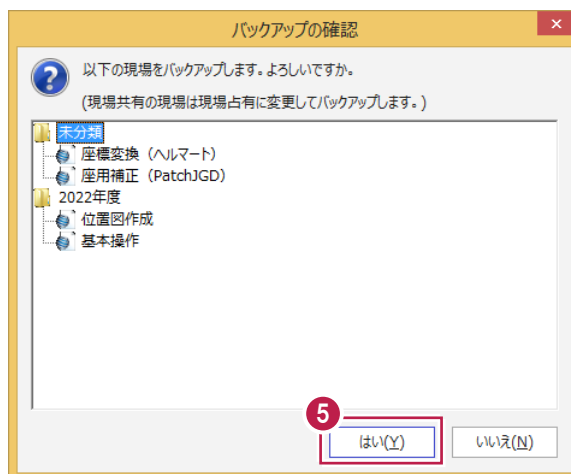 バックアップの確認
×
以下の現場をバックアップします。よろしいですか。
(現場共有の現場は現場占有に変更してバックアップします。)
未分類
座標変換（ヘルマート）
座用補正（PatchJGD）
2022年度
位置図作成
基本操作
5
はい(Y)
いいえ(N)